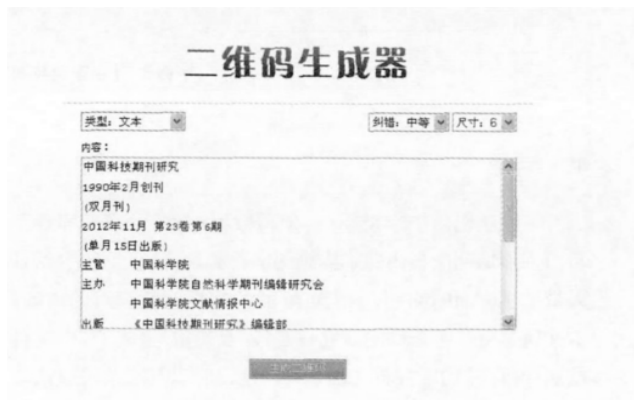 二维码生成器
类型：文本 纠错：中等 尺寸：6
内容：
中国科技期刊研究
1990年2月创刊
(双月刊)
2012年11月 第23卷第6期
(单月15日出版)
主管 中国科学院
主办 中国科学院自然科学期刊编辑研究会
中国科学院文献情报中心
出版 《中国科技期刊研究》编辑部